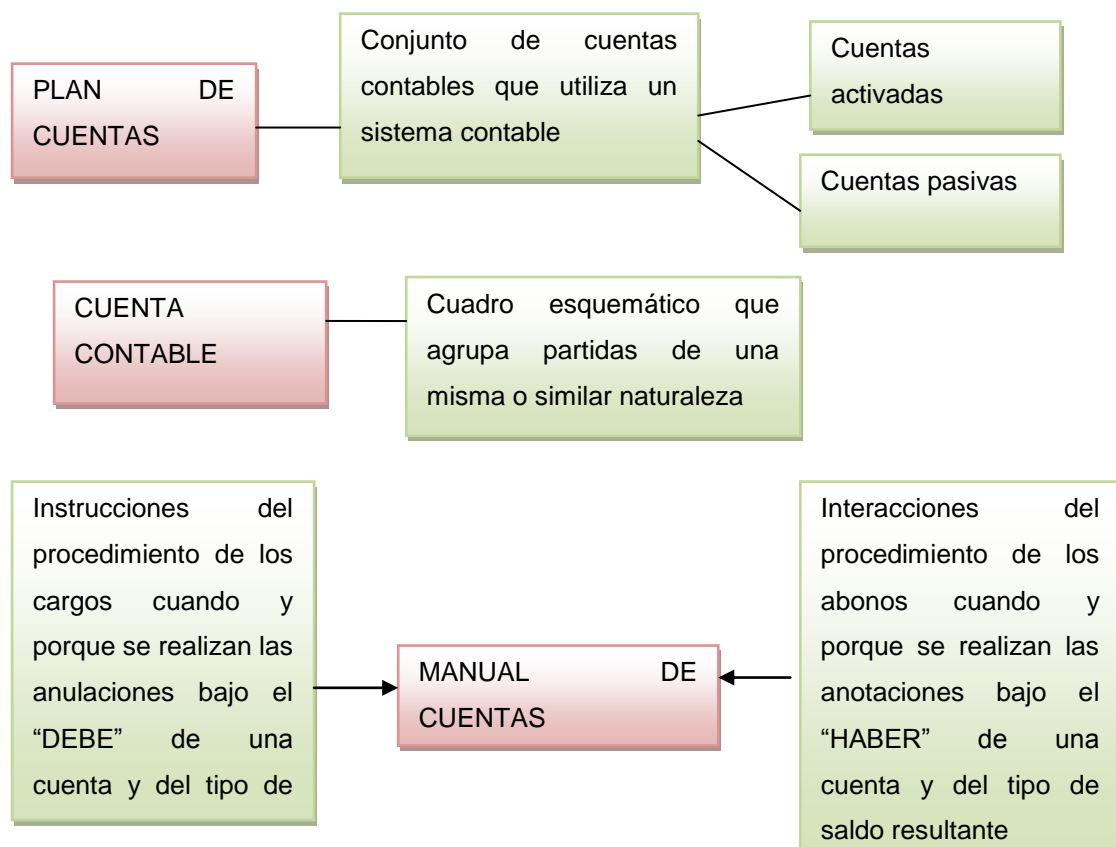 PLAN DE
CUENTAS
Conjunto de cuentas
contables que utiliza un
sistema contable
Cuentas
activadas
Cuentas pasivas
CUENTA
CONTABLE
Cuadro esquemático que
agrupa partidas de una
misma o similar naturaleza
Instrucciones del
procedimiento de los
cargos cuando y
porque se realizan las
anulaciones bajo el
“DEBE” de una
cuenta y del tipo de
MANUAL DE
CUENTAS
Interacciones del
procedimiento de los
abonos cuando y
porque se realizan las
anotaciones bajo el
“HABER” de una
cuenta y del tipo de
saldo resultante